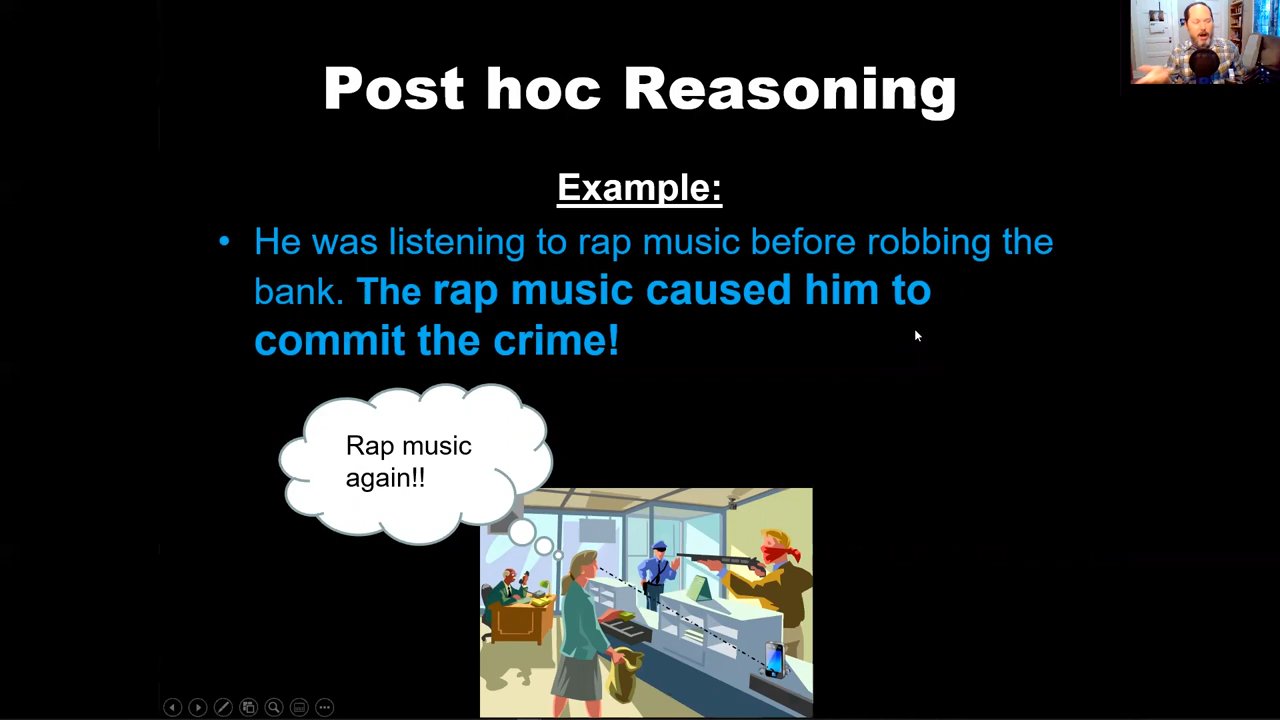 Post hoc Reasoning
Example:
• He was listening to rap music before robbing the
bank. The rap music caused him to
commit the crime!
Rap music
again!!